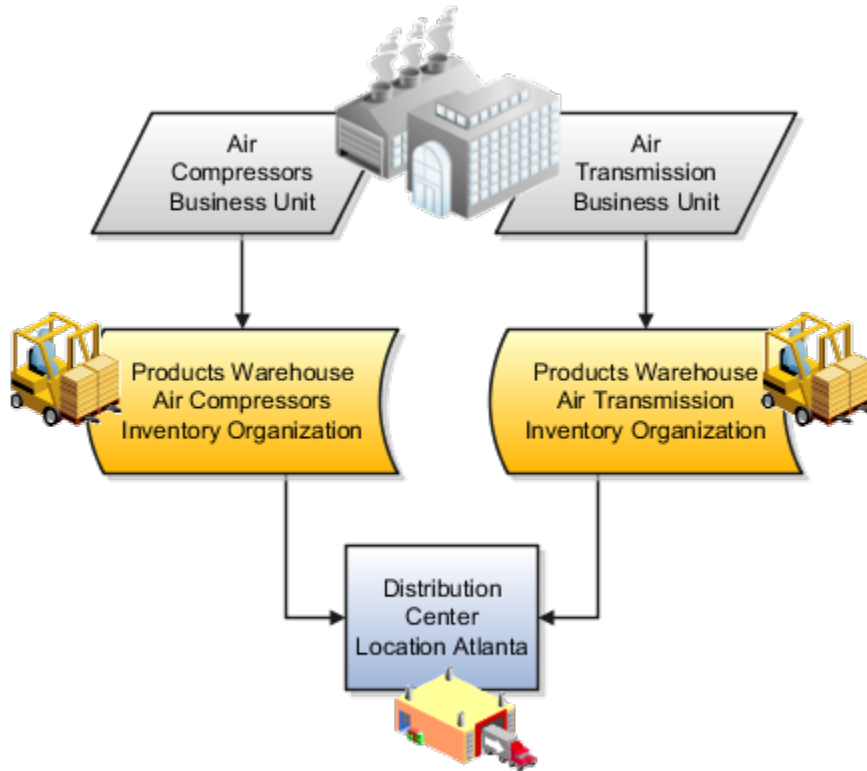 Air
Compressors
Business Unit
Air
Transmission
Business Unit
Products Warehouse
Air Compressors
Inventory Organization
Products Warehouse
Air Transmission
Inventory Organization
Distribution
Center
Location Atlanta